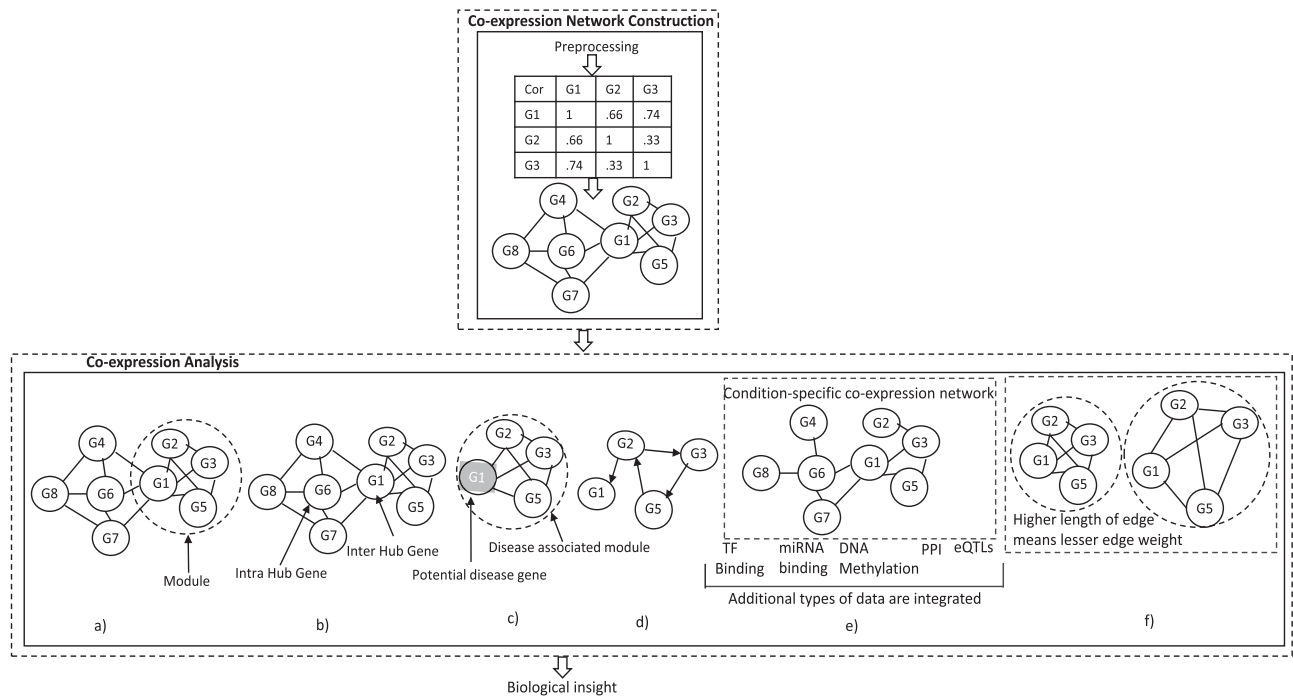 Co-expression Network Construction
Preprocessing
Cor G1 G2 G3
G1 1 .66 .74
G2 .66 1 .33
G3 .74 .33 1
G4
G2
G3
G1
G8
G6
G5
G7
Co-expression Analysis
G4
G2
G3
G1
G8
G6
G5
G7
Module
a)
G4
G2
G3
G1
G8
G6
G5
G7
Inter Hub Gene
Intra Hub Gene
b)
G2
G3
G1
G5
Disease associated module
Potential disease gene
c)
G2
G3
G1
G5
d)
Condition-specific co-expression network
G4
G2
G3
G1
G8
G6
G5
G7
TF
Binding
miRNA
binding
DNA
Methylation
PPI
eQTLs
Additional types of data are integrated
e)
G2
G3
G1
G5
G2
G3
G1
G5
Higher length of edge
means lesser edge weight
f)
Biological insight